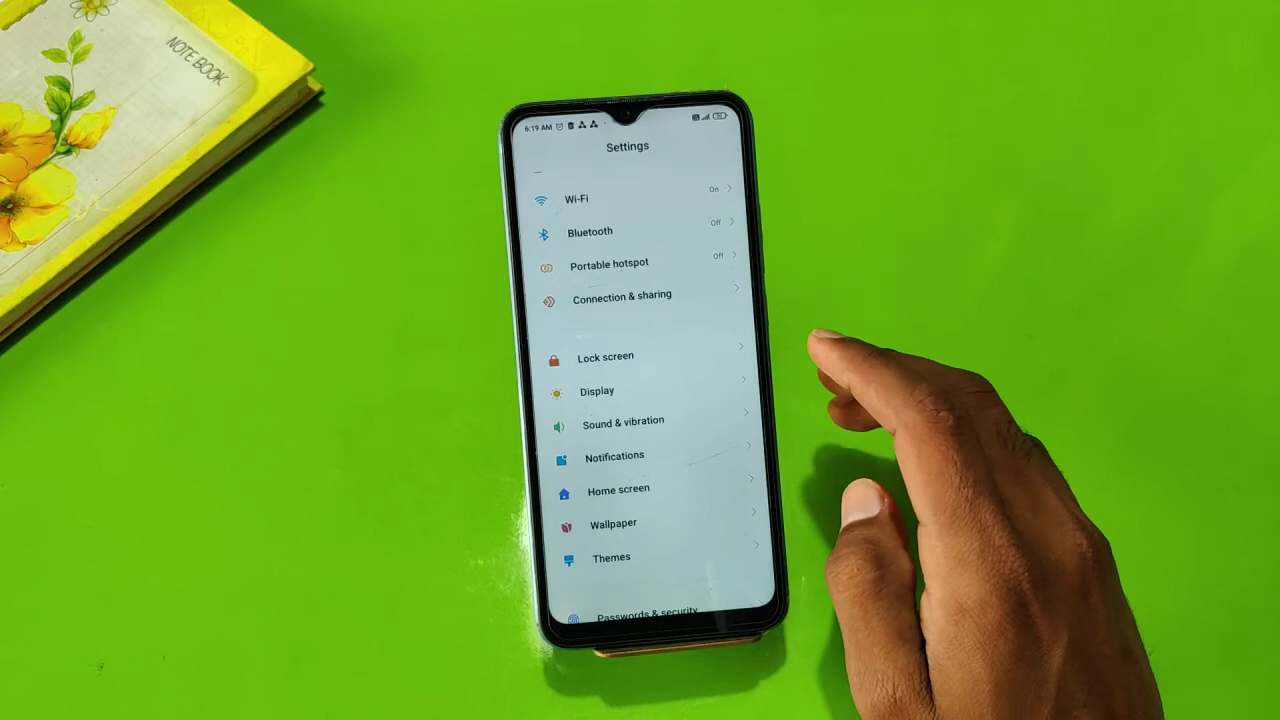 NOTE BOOK
6:19 AM
Settings
Wi-Fi On
Bluetooth Off
Portable hotspot Off
Connection & sharing
Lock screen
Display
Sound & vibration
Notifications
Home screen
Wallpaper
Themes
Passwords & security